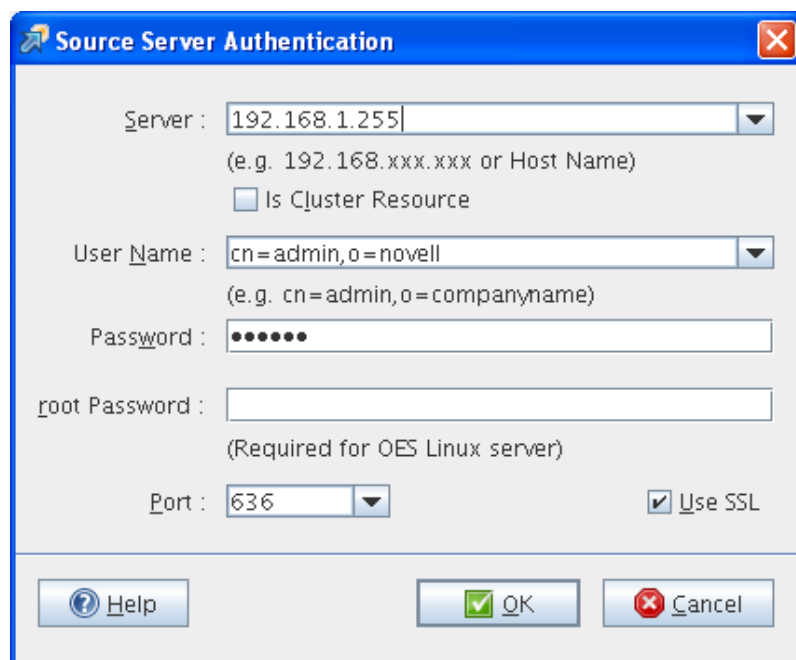 Source Server Authentication
Server : 192.168.1.255
(e.g. 192.168.xxx.xxx or Host Name)
Is Cluster Resource
User Name : cn=admin,o=novell
(e.g. cn=admin,o=companyname)
Password : ●●●●●●
root Password :
(Required for OES Linux server)
Port : 636 Use SSL
Help OK Cancel